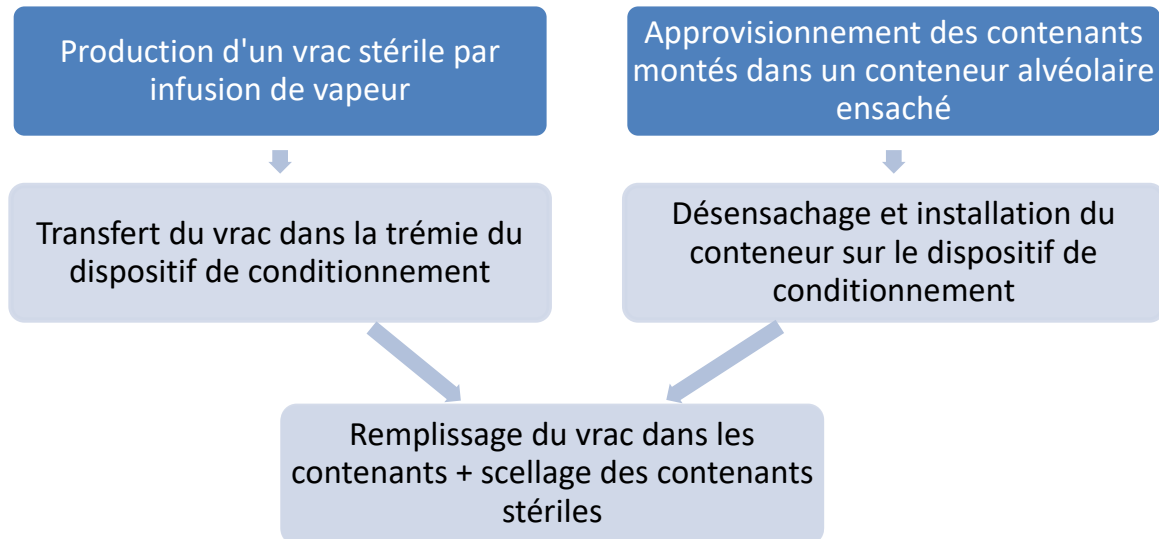 Production d'un vrac stérile par
infusion de vapeur
Approvisionnement des contenants
montés dans un conteneur alvéolaire
ensaché
Transfert du vrac dans la trémie du
dispositif de conditionnement
Désensachage et installation du
conteneur sur le dispositif de
conditionnement
Remplissage du vrac dans les
contenants + scellage des contenants
stériles